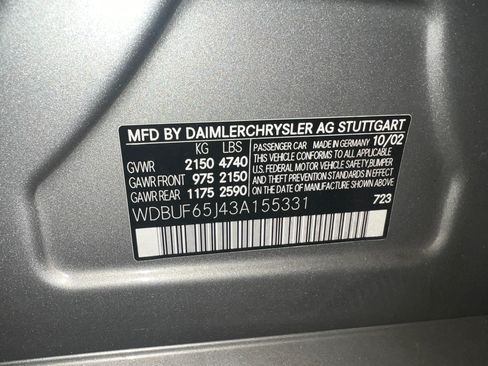 MFD BY DAIMLERCHRYSLER AG STUTTGART
KG LBS
GVWR 2150 4740
GAWR FRONT 975 2150
GAWR REAR 1175 2590
PASSENGER CAR MADE IN GERMANY 10/02
THIS VEHICLE CONFORMS TO ALL APPLICABLE
U.S. FEDERAL MOTOR VEHICLE SAFETY, BUMPER
AND THEFT PREVENTION STANDARDS IN EFFECT
ON THE DATE OF MANUFACTURE SHOWN ABOVE.
WDBUF65J43A155331
723